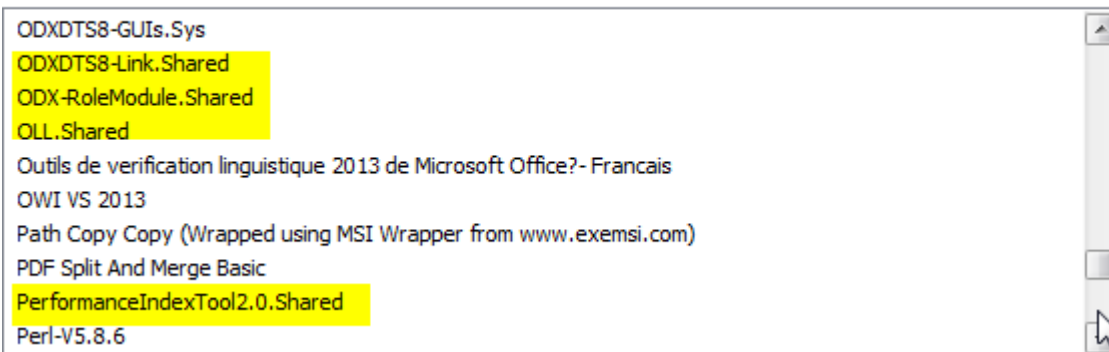 ODXDTS8-GUIs.Sys
ODXDTS8-Link.Shared
ODX-RoleModule.Shared
OLL.Shared
Outils de verification linguistique 2013 de Microsoft Office?- Francais
OWI VS 2013
Path Copy Copy (Wrapped using MSI Wrapper from www.exemsi.com)
PDF Split And Merge Basic
PerformanceIndexTool2.0.Shared
Perl-V5.8.6